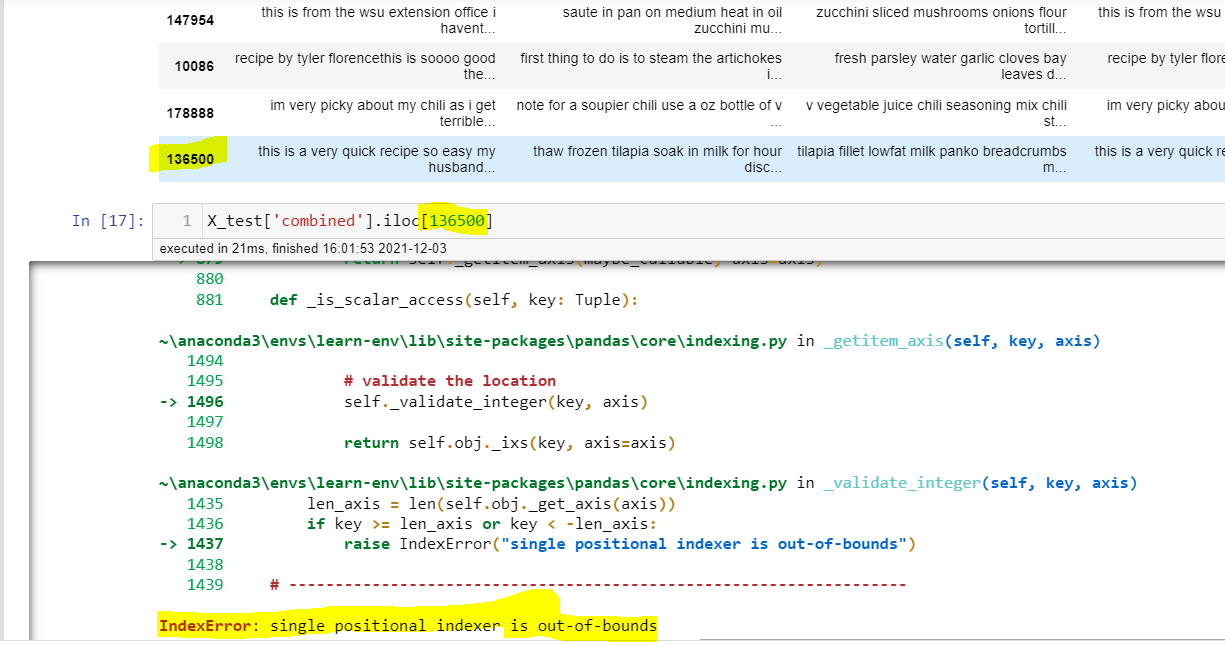 147954 this is from the wsu extension office i havent... saute in pan on medium heat in oil zucchini mu... zucchini sliced mushrooms onions flour tortill... this is from the wsu
10086 recipe by tyler florencethis is soooo good the... first thing to do is to steam the artichokes i... fresh parsley water garlic cloves bay leaves d... recipe by tyler flore
178888 im very picky about my chili as i get terrible... note for a soupier chili use a oz bottle of v ... v vegetable juice chili seasoning mix chili st... im very picky abou
136500 this is a very quick recipe so easy my husband... thaw frozen tilapia soak in milk for hour disc... tilapia fillet lowfat milk panko breadcrumbs m... this is a very quick re
In [17]: 1 X_test['combined'].iloc[136500]
executed in 21ms, finished 16:01:53 2021-12-03
879 return self._getitem_axis(maybe_callable, axis=axis)
880
881 def _is_scalar_access(self, key: Tuple):
~\anaconda3\envs\learn-env\lib\site-packages\pandas\core\indexing.py in _getitem_axis(self, key, axis)
1494
1495 # validate the location
-> 1496 self._validate_integer(key, axis)
1497
1498 return self.obj._ixs(key, axis=axis)
~\anaconda3\envs\learn-env\lib\site-packages\pandas\core\indexing.py in _validate_integer(self, key, axis)
1435 len_axis = len(self.obj._get_axis(axis))
1436 if key >= len_axis or key < -len_axis:
-> 1437 raise IndexError("single positional indexer is out-of-bounds")
1438
1439 # -------------------------------------------------------------------
IndexError: single positional indexer is out-of-bounds